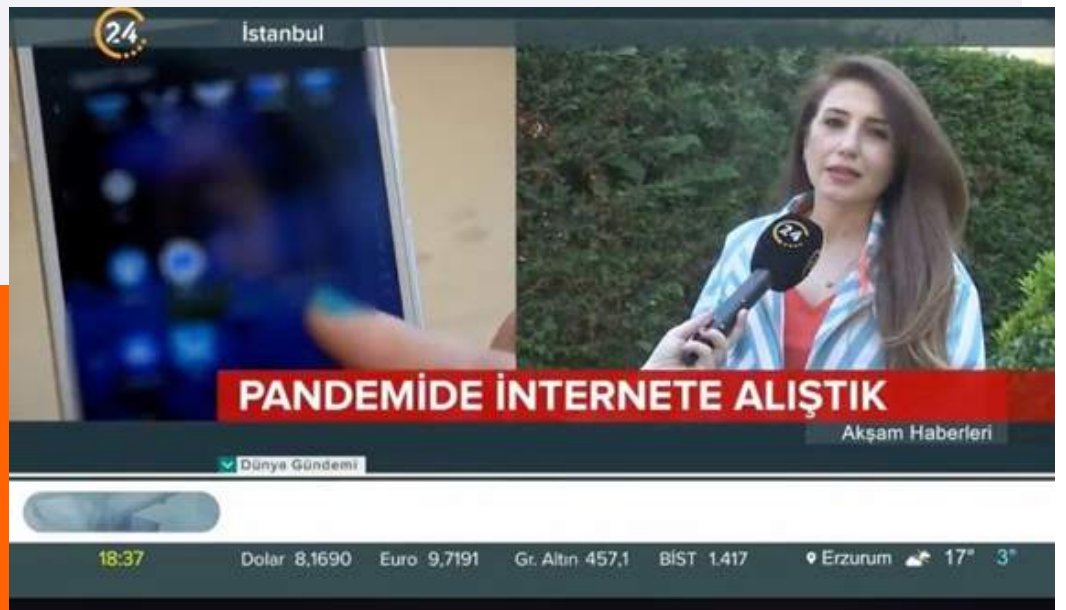 24
İstanbul
24
PANDEMİDE İNTERNETE ALIŞTIK
Akşam Haberleri
Dünya Gündemi
18:37 Dolar 8,1690 Euro 9,7191 Gr. Altın 457,1 BİST 1.417 Erzurum 17° 3°